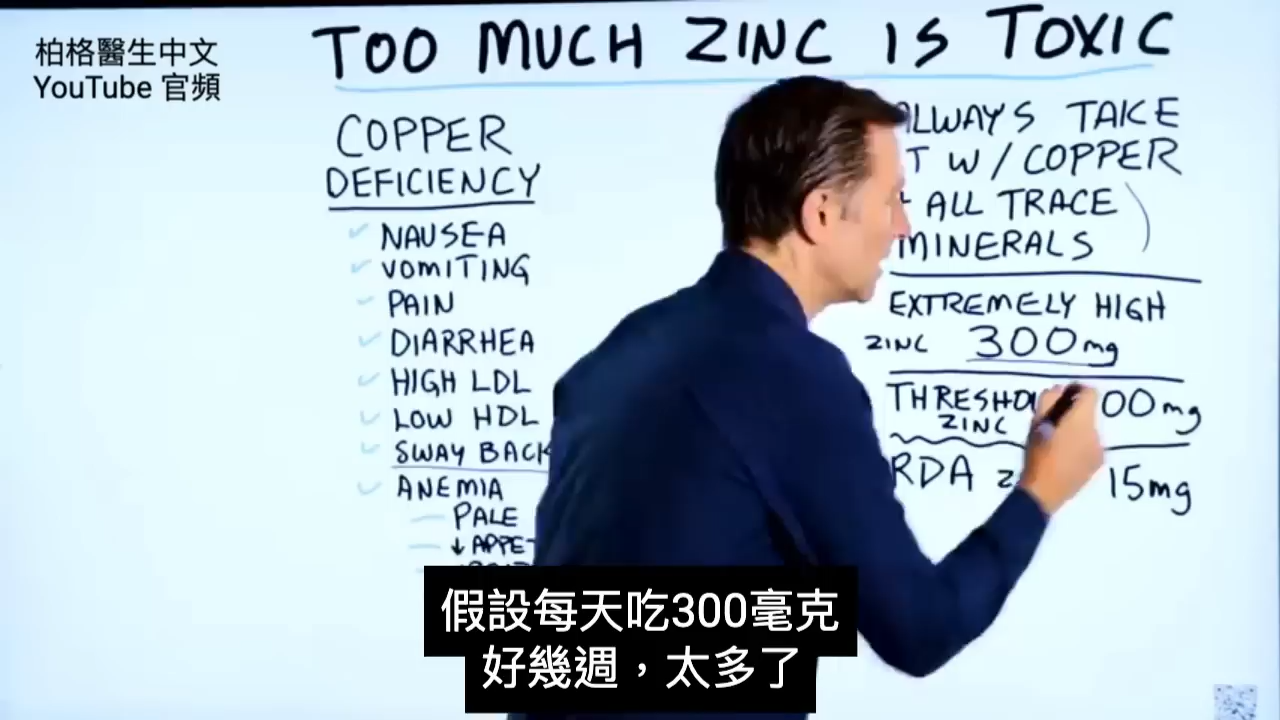 柏格醫生中文
YouTube 官頻
TOO MUCH ZINC IS TOXIC
COPPER
DEFICIENCY
NAUSEA
VOMITING
PAIN
DIARRHEA
HIGH LDL
LOW HDL
SWAY BACK
ANEMIA
PALE
↓ APPET
ALWAYS TAKE
W/ COPPER
ALL TRACE
MINERALS)
EXTREMELY HIGH
ZINC 300mg
ZINC
RDA 15mg
假設每天吃300毫克
好幾週，太多了